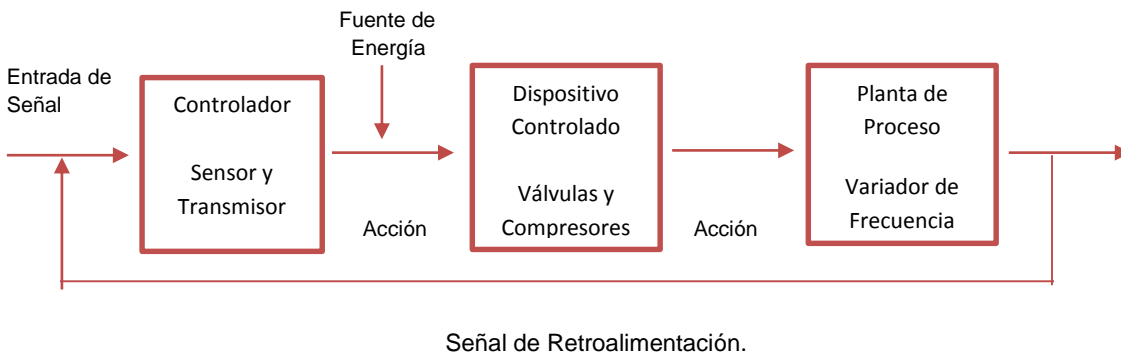 Fuente de
Energía
Entrada de
Señal
Controlador
Sensor y
Transmisor
Acción
Dispositivo
Controlado
Válvulas y
Compresores
Acción
Planta de
Proceso
Variador de
Frecuencia
Señal de Retroalimentación.